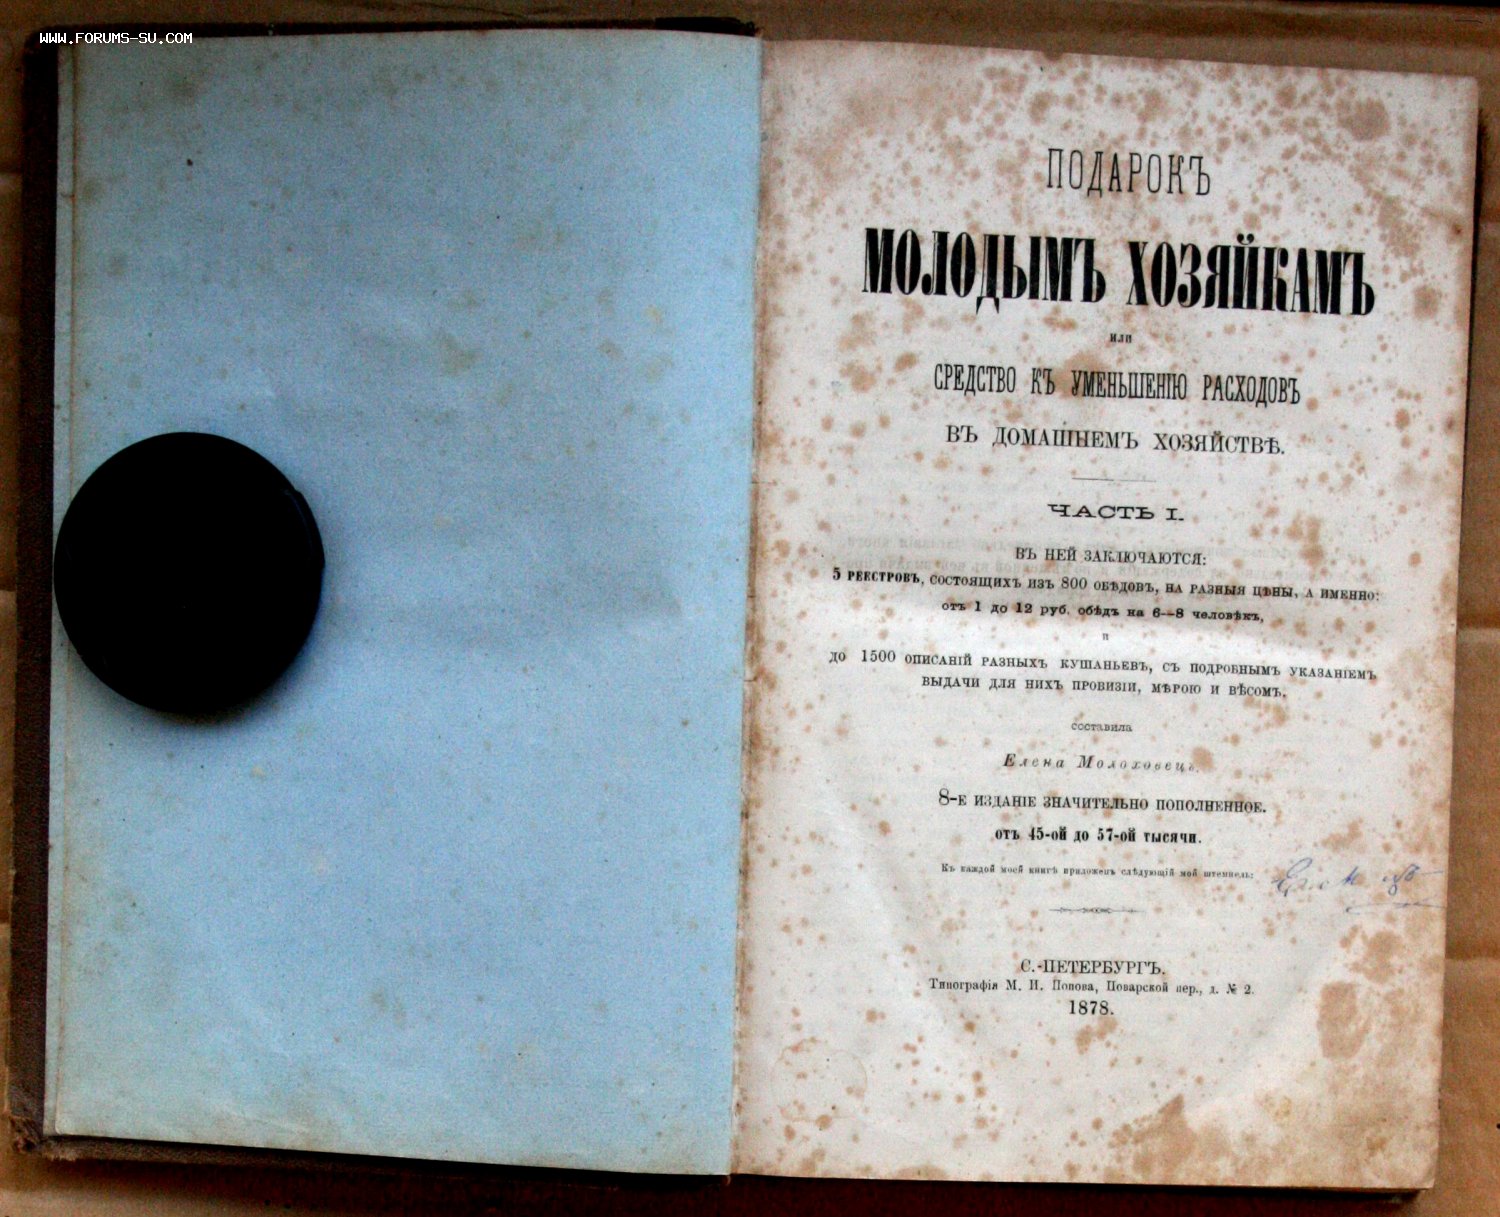 WWW.FORUMS-SU.COM
ПОДАРОКЪ
МОЛОДЫМЪ ХОЗЯЙКАМЪ
ИЛИ
СРЕДСТВО КЪ УМЕНЬШЕНІЮ РАСХОДОВЪ
ВЪ ДОМАШНЕМЪ ХОЗЯЙСТВѢ.
ЧАСТЬ I.
ВЪ НЕЙ ЗАКЛЮЧАЮТСЯ:
5 РЕЕСТРОВЪ, СОСТОЯЩИХЪ ИЗЪ 800 ОБѢДОВЪ, НА РАЗНЫЯ ЦѢНЫ, А ИМЕННО:
отъ 1 до 12 руб. обѣдъ на 6—8 человѣкъ,
и
ДО 1500 ОПИСАНІЙ РАЗНЫХЪ КУШАНЬЕВЪ, СЪ ПОДРОБНЫМЪ УКАЗАНІЕМЪ
ВЫДАЧИ ДЛЯ НИХЪ ПРОВИЗІИ, МѢРОЮ И ВѢСОМЪ.
СОСТАВИЛА
Елена Молоховецъ.
8-Е ИЗДАНІЕ ЗНАЧИТЕЛЬНО ПОПОЛНЕННОЕ.
отъ 45-ой до 57-ой тысячи.
Къ каждой моей книгѣ приложенъ слѣдующій мой штемпель:
С.-ПЕТЕРБУРГЪ.
Типографія М. И. Попова, Поварской пер., д. № 2.
1878.